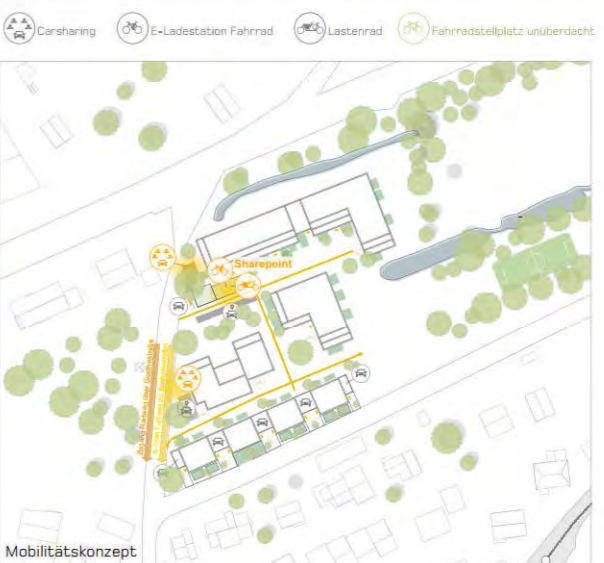 Carsharing
E-Ladestation Fahrrad
Lastenrad
Fahrradstellplatz unüberdacht
Sharepoint
Mobilitätskonzept